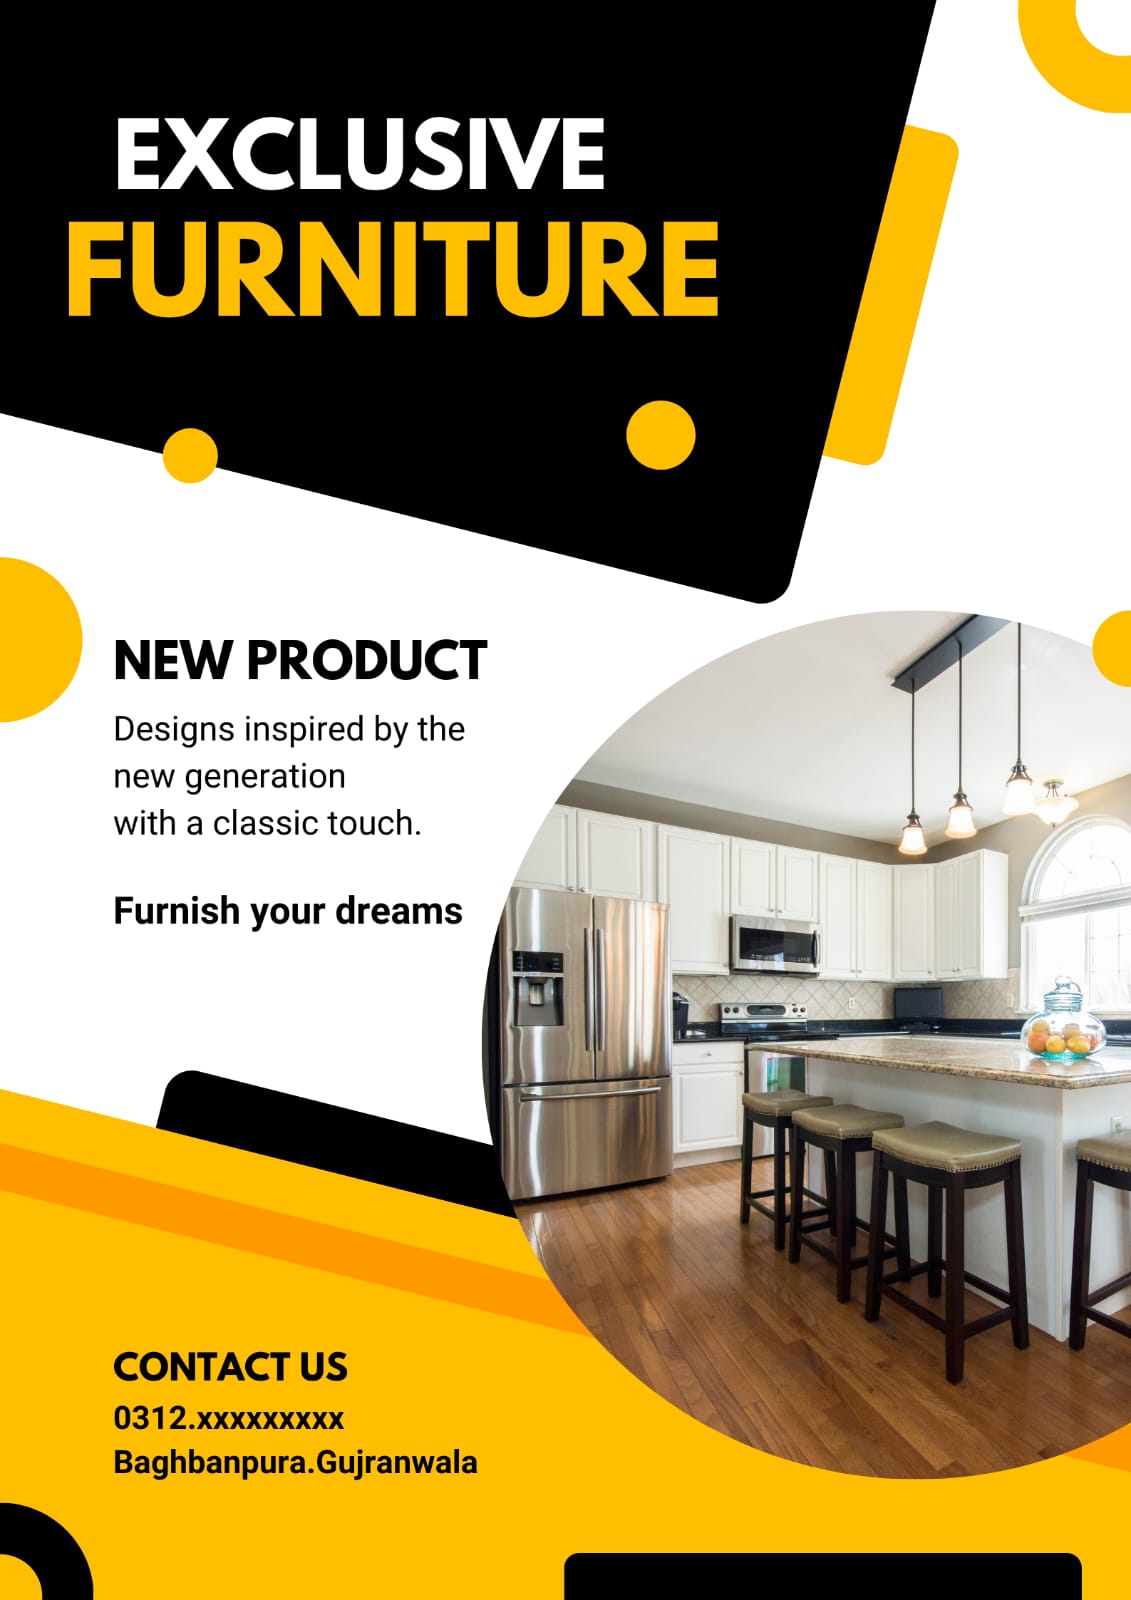 EXCLUSIVE
FURNITURE
NEW PRODUCT
Designs inspired by the
new generation
with a classic touch.
Furnish your dreams
CONTACT US
0312.xxxxxxxxx
Baghbanpura.Gujranwala